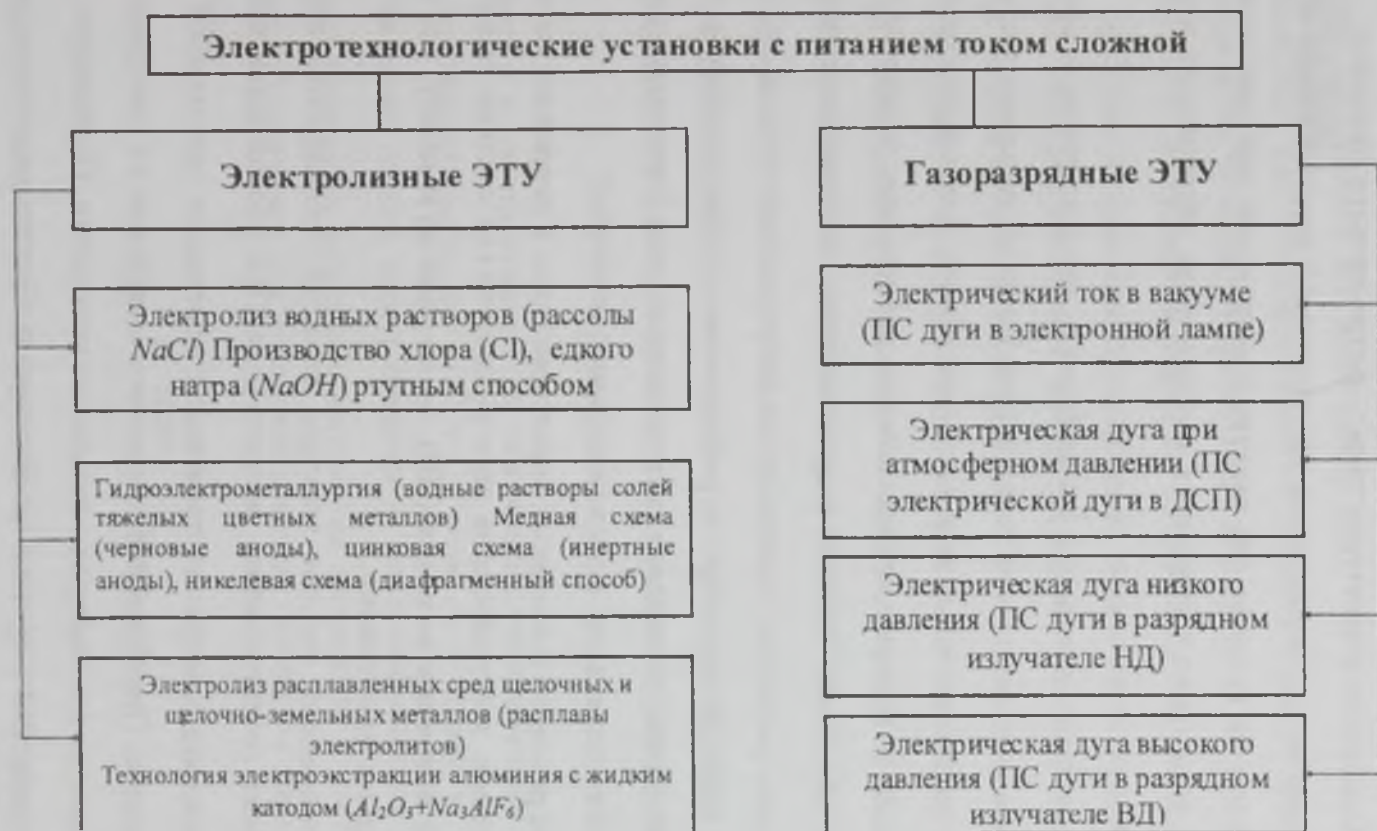 Электротехнологические установки с питанием током сложной
Электролизные ЭТУ
Электролиз водных растворов (рассолы
NaCl) Производство хлора (Cl), едкого
натра (NaOH) ртутным способом
Гидроэлектрометаллургия (водные растворы солей
тяжелых цветных металлов) Медная схема
(черновые аноды), цинковая схема (инертные
аноды), никелевая схема (диафрагменный способ)
Электролиз расплавленных сред щелочных и
щелочно-земельных металлов (расплавы
электролитов)
Технология электроэкстракции алюминия с жидким
катодом (Al₂O₃+Na₃AlF₆)
Газоразрядные ЭТУ
Электрический ток в вакууме
(ПС дуги в электронной лампе)
Электрическая дуга при
атмосферном давлении (ПС
электрической дуги в ДСП)
Электрическая дуга низкого
давления (ПС дуги в разрядном
излучателе НД)
Электрическая дуга высокого
давления (ПС дуги в разрядном
излучателе ВД)